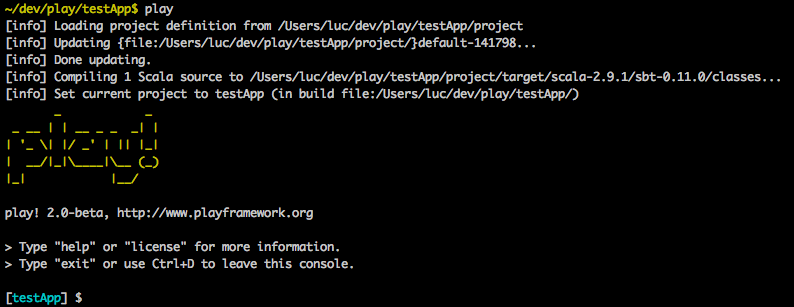 ~/dev/play/testApp$ play
[info] Loading project definition from /Users/luc/dev/play/testApp/project
[info] Updating {file:/Users/luc/dev/play/testApp/project/}default-141798...
[info] Done updating.
[info] Compiling 1 Scala source to /Users/luc/dev/play/testApp/project/target/scala-2.9.1/sbt-0.11.0/classes...
[info] Set current project to testApp (in build file:/Users/luc/dev/play/testApp/)
       _            _
 _ __ | | __ _ _  _| |
| '_ \| |/ _' | || |_|
|  __/|_|\____|\__ (_)
|_|            |__/
play! 2.0-beta, http://www.playframework.org
> Type "help" or "license" for more information.
> Type "exit" or use Ctrl+D to leave this console.
[testApp] $